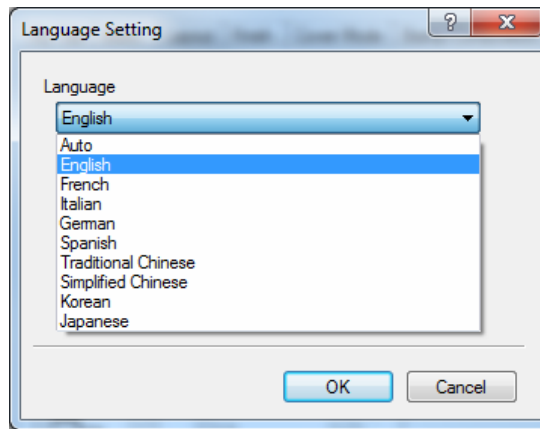 Language Setting
?
Language
English
Auto
English
French
Italian
German
Spanish
Traditional Chinese
Simplified Chinese
Korean
Japanese
OK
Cancel